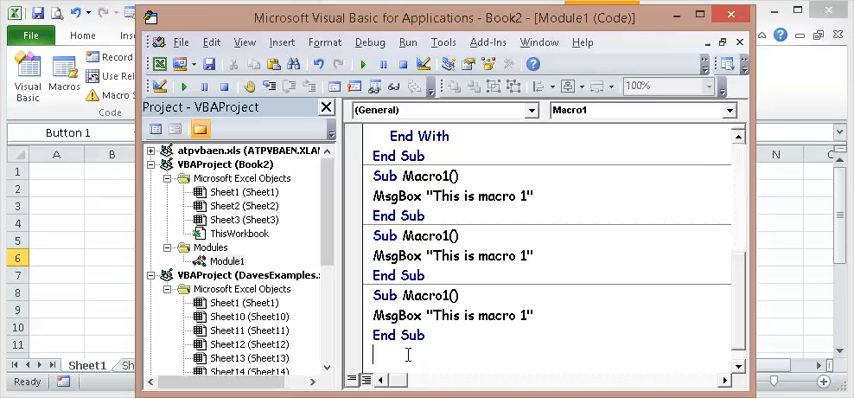 Microsoft Visual Basic for Applications - Book2 - [Module1 (Code)]
File Home
File Edit View Insert Format Debug Run Tools Add-Ins Window Help
Visual Basic
Macros
Record
Use Rel
Macro S
Code
100%
Button 1
Project - VBAProject
(General) Macro1
atpvbaen.xls (ATPVBAEN.XLAM
VBAProject (Book2)
Microsoft Excel Objects
Sheet1 (Sheet1)
Sheet2 (Sheet2)
Sheet3 (Sheet3)
ThisWorkbook
Modules
Module1
VBAProject (DavesExamples.x
Microsoft Excel Objects
Sheet1 (Sheet1)
Sheet10 (Sheet10)
Sheet11 (Sheet11)
Sheet12 (Sheet12)
Sheet13 (Sheet13)
Sheet14 (Sheet14)
End With
End Sub
Sub Macro1()
MsgBox "This is macro 1"
End Sub
Sub Macro1()
MsgBox "This is macro 1"
End Sub
Sub Macro1()
MsgBox "This is macro 1"
End Sub
A B N O
1
2
3
4
5
6
7
8
9
10
11
Sheet1 Sh
Ready